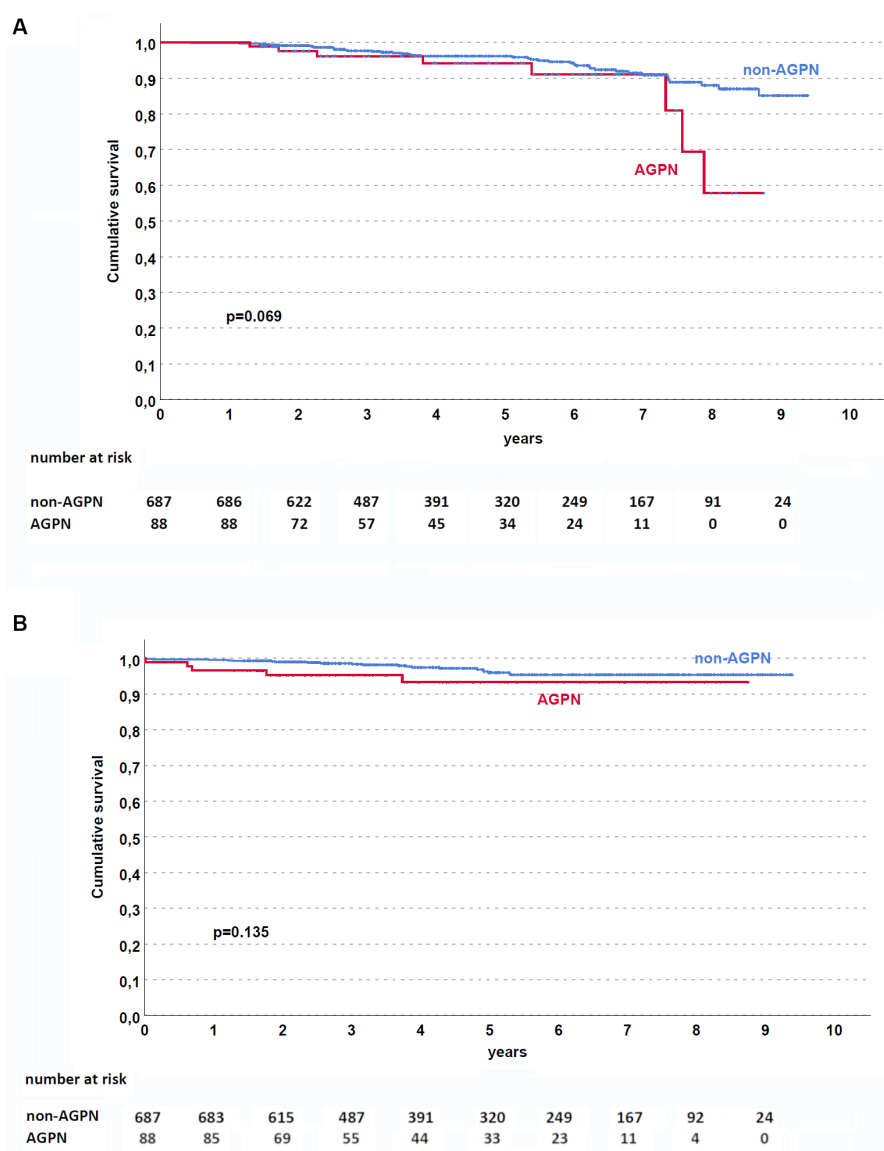 A
1,0
0,9
0,8
0,7
0,6
0,5
0,4
0,3
0,2
0,1
0,0
Cumulative survival
non-AGPN
AGPN
p=0.069
0 1 2 3 4 5 6 7 8 9 10
years
number at risk
non-AGPN 687 686 622 487 391 320 249 167 91 24
AGPN 88 88 72 57 45 34 24 11 0 0
B
1,0
0,9
0,8
0,7
0,6
0,5
0,4
0,3
0,2
0,1
0,0
Cumulative survival
non-AGPN
AGPN
p=0.135
0 1 2 3 4 5 6 7 8 9 10
years
number at risk
non-AGPN 687 683 615 487 391 320 249 167 92 24
AGPN 88 85 69 55 44 33 23 11 4 0